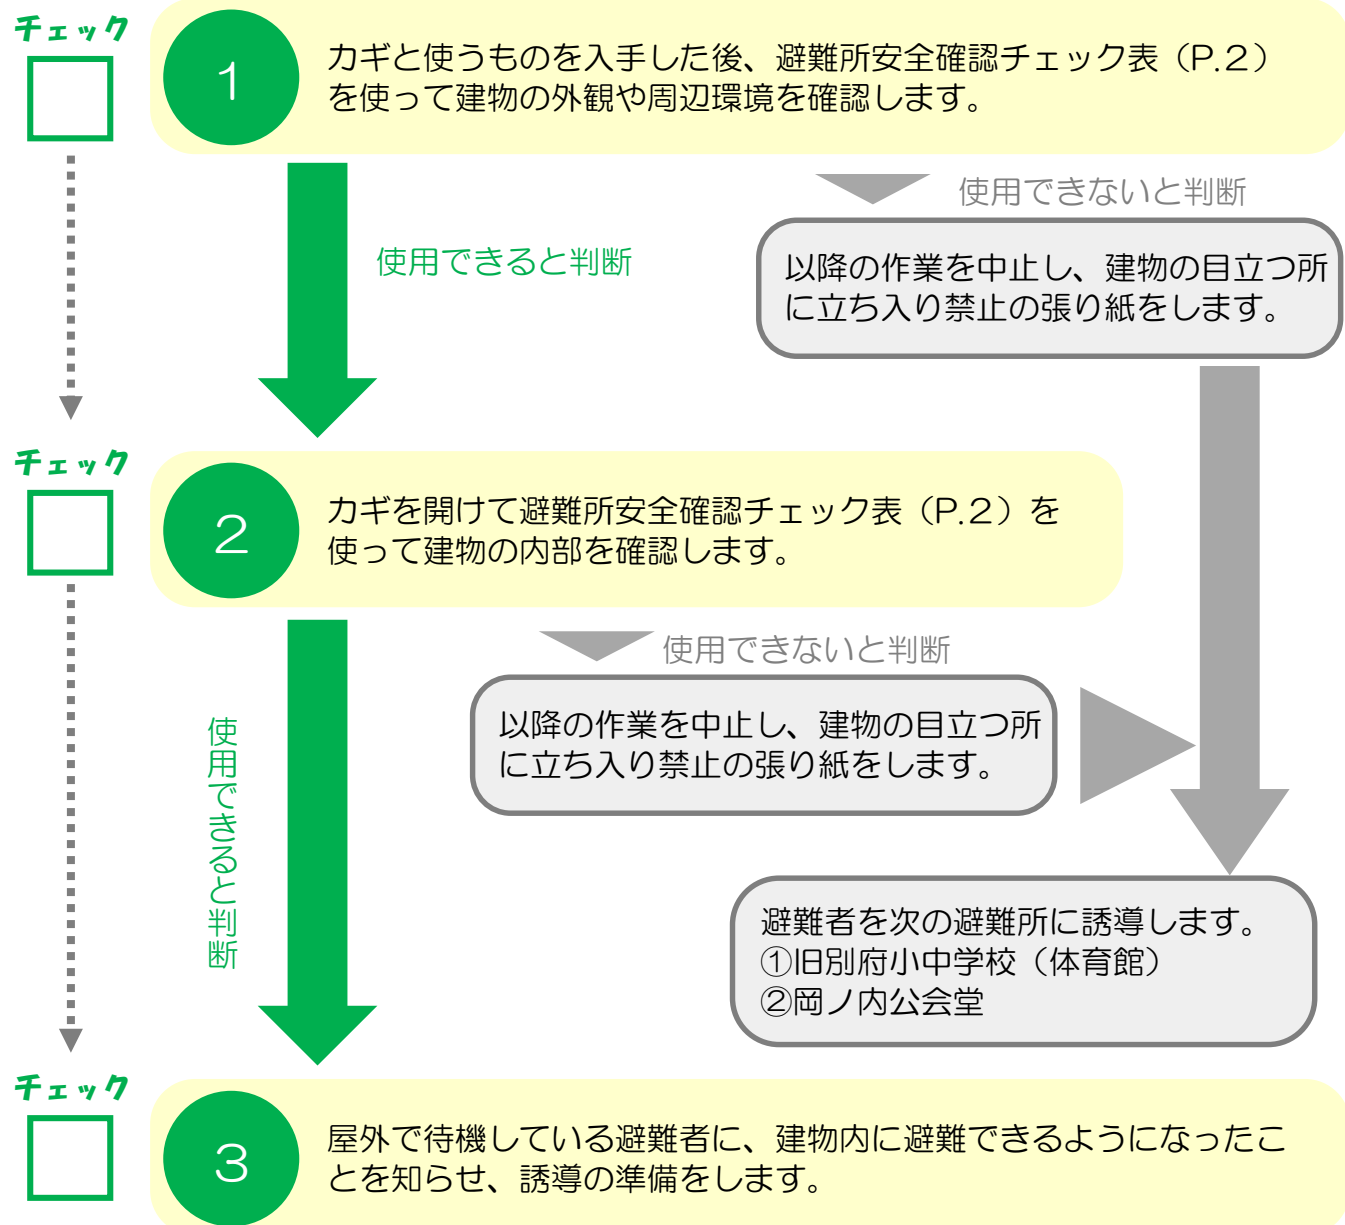 チェック
1
カギと使うものを入手した後、避難所安全確認チェック表（P.2）
を使って建物の外観や周辺環境を確認します。
使用できると判断
使用できないと判断
以降の作業を中止し、建物の目立つ所
に立ち入り禁止の張り紙をします。
チェック
2
カギを開けて避難所安全確認チェック表（P.2）を
使って建物の内部を確認します。
使用できないと判断
以降の作業を中止し、建物の目立つ所
に立ち入り禁止の張り紙をします。
使用できると判断
避難者を次の避難所に誘導します。
①旧別府小中学校（体育館）
②岡ノ内公会堂
チェック
3
屋外で待機している避難者に、建物内に避難できるようになったこ
とを知らせ、誘導の準備をします。